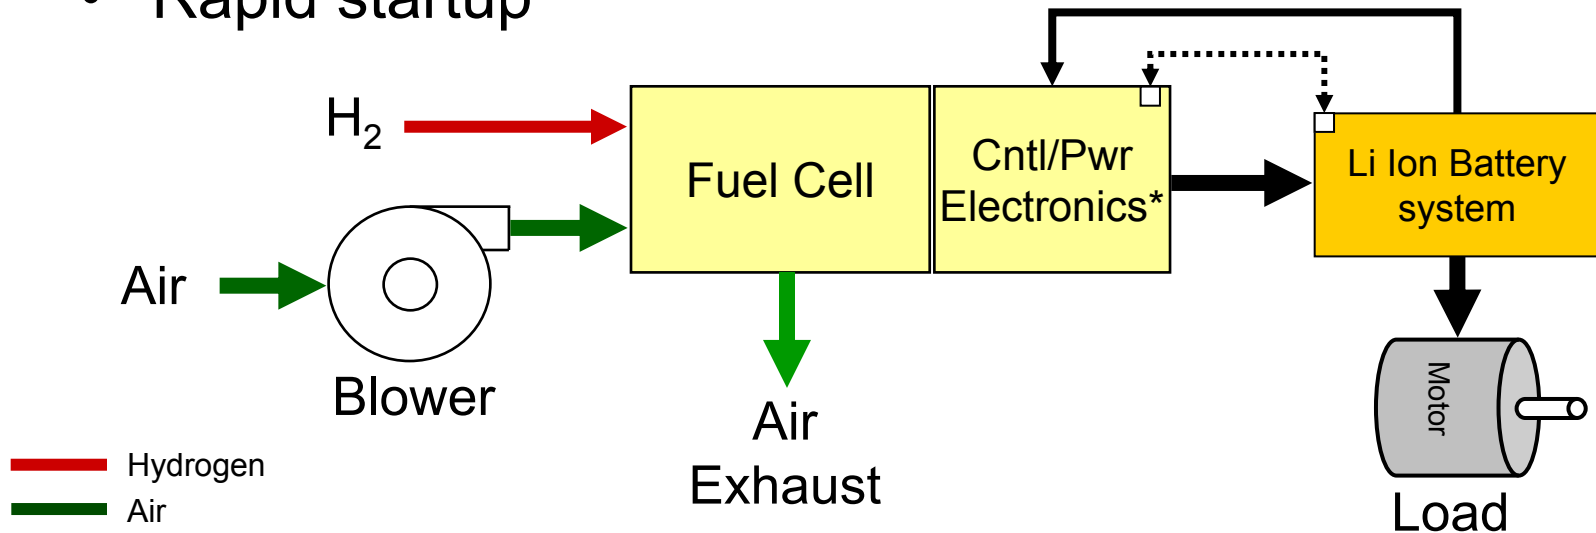 • Rapid startup
H2
Fuel Cell
Cntl/Pwr
Electronics*
Li Ion Battery
system
Air
Blower
Air
Exhaust
Motor
Load
Hydrogen
Air